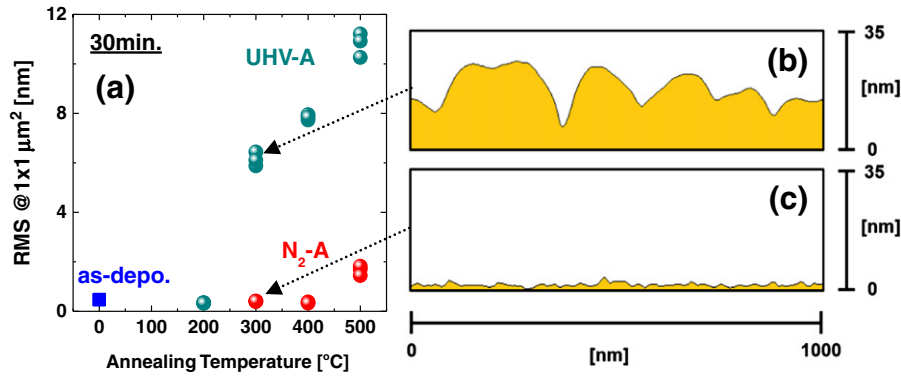 12
30min.
UHV-A
(a)
8
RMS @1x1 μm² [nm]
4
N₂-A
as-depo.
0
0 100 200 300 400 500
Annealing Temperature [°C]
(b)
35
[nm]
0
(c)
35
[nm]
0
0 [nm] 1000